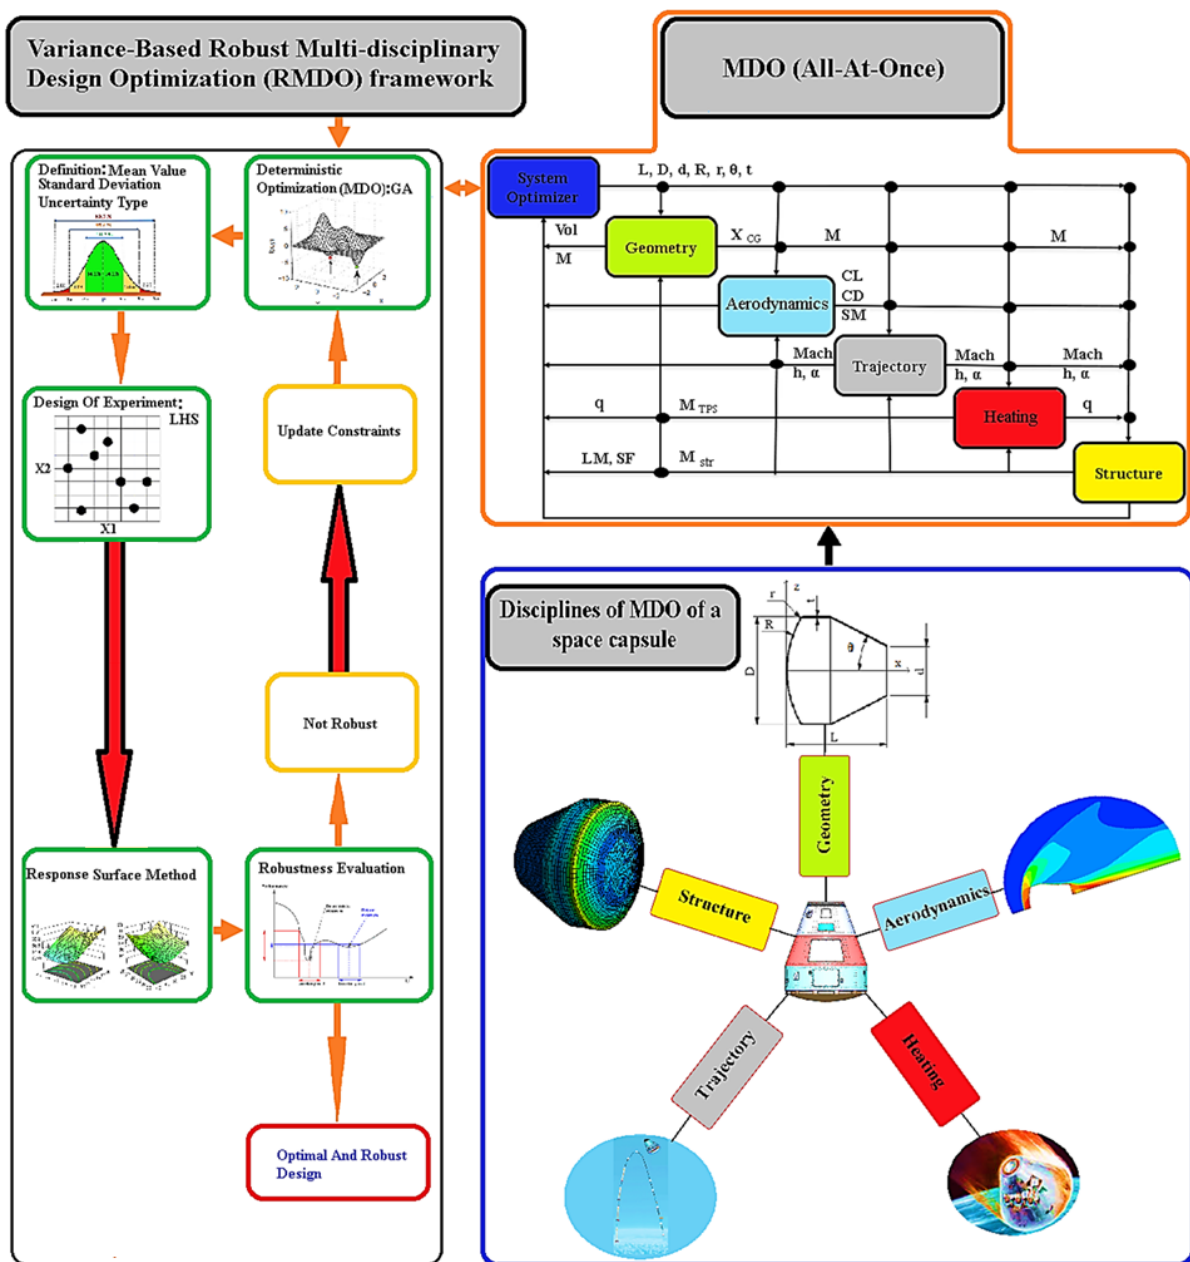 Variance-Based Robust Multi-disciplinary
Design Optimization (RMDO) framework
MDO (All-At-Once)
Definition: Mean Value
Standard Deviation
Uncertainty Type
Deterministic
Optimization (MDO):GA
Design Of Experiment:
LHS
X2
X1
Update Constraints
Not Robust
Response Surface Method
Robustness Evaluation
Optimal And Robust
Design
System
Optimizer
L, D, d, R, r, θ, t
Vol
M
Geometry
X CG
M
M
Aerodynamics
CL
CD
SM
Mach
h, α
Trajectory
Mach
h, α
Mach
h, α
q
M TPS
Heating
q
LM, SF
M str
Structure
Disciplines of MDO of a
space capsule
z
r
t
R
θ
x
D
d
L
Geometry
Structure
Aerodynamics
Trajectory
Heating